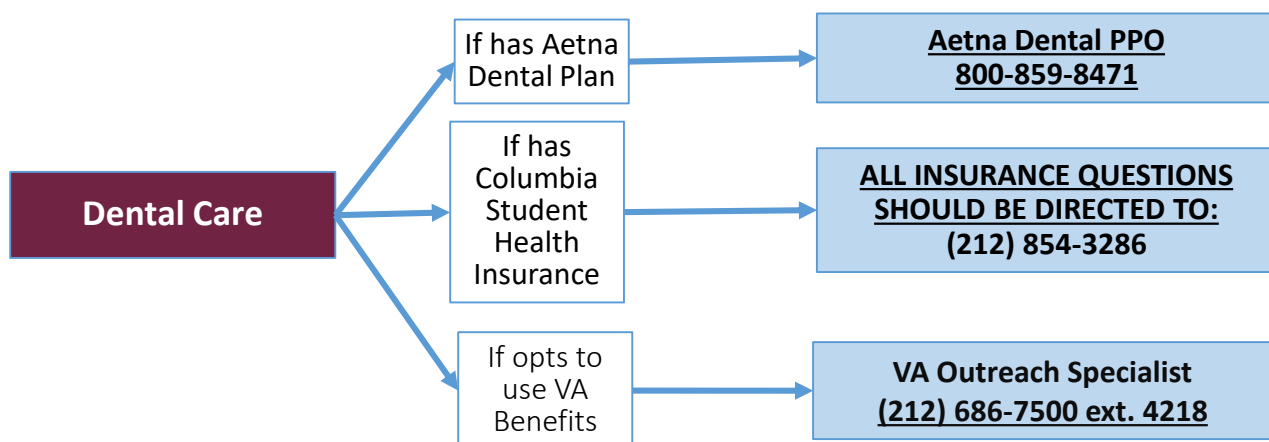 Dental Care
If has Aetna
Dental Plan
Aetna Dental PPO
800-859-8471
If has
Columbia
Student
Health
Insurance
ALL INSURANCE QUESTIONS
SHOULD BE DIRECTED TO:
(212) 854-3286
If opts to
use VA
Benefits
VA Outreach Specialist
(212) 686-7500 ext. 4218